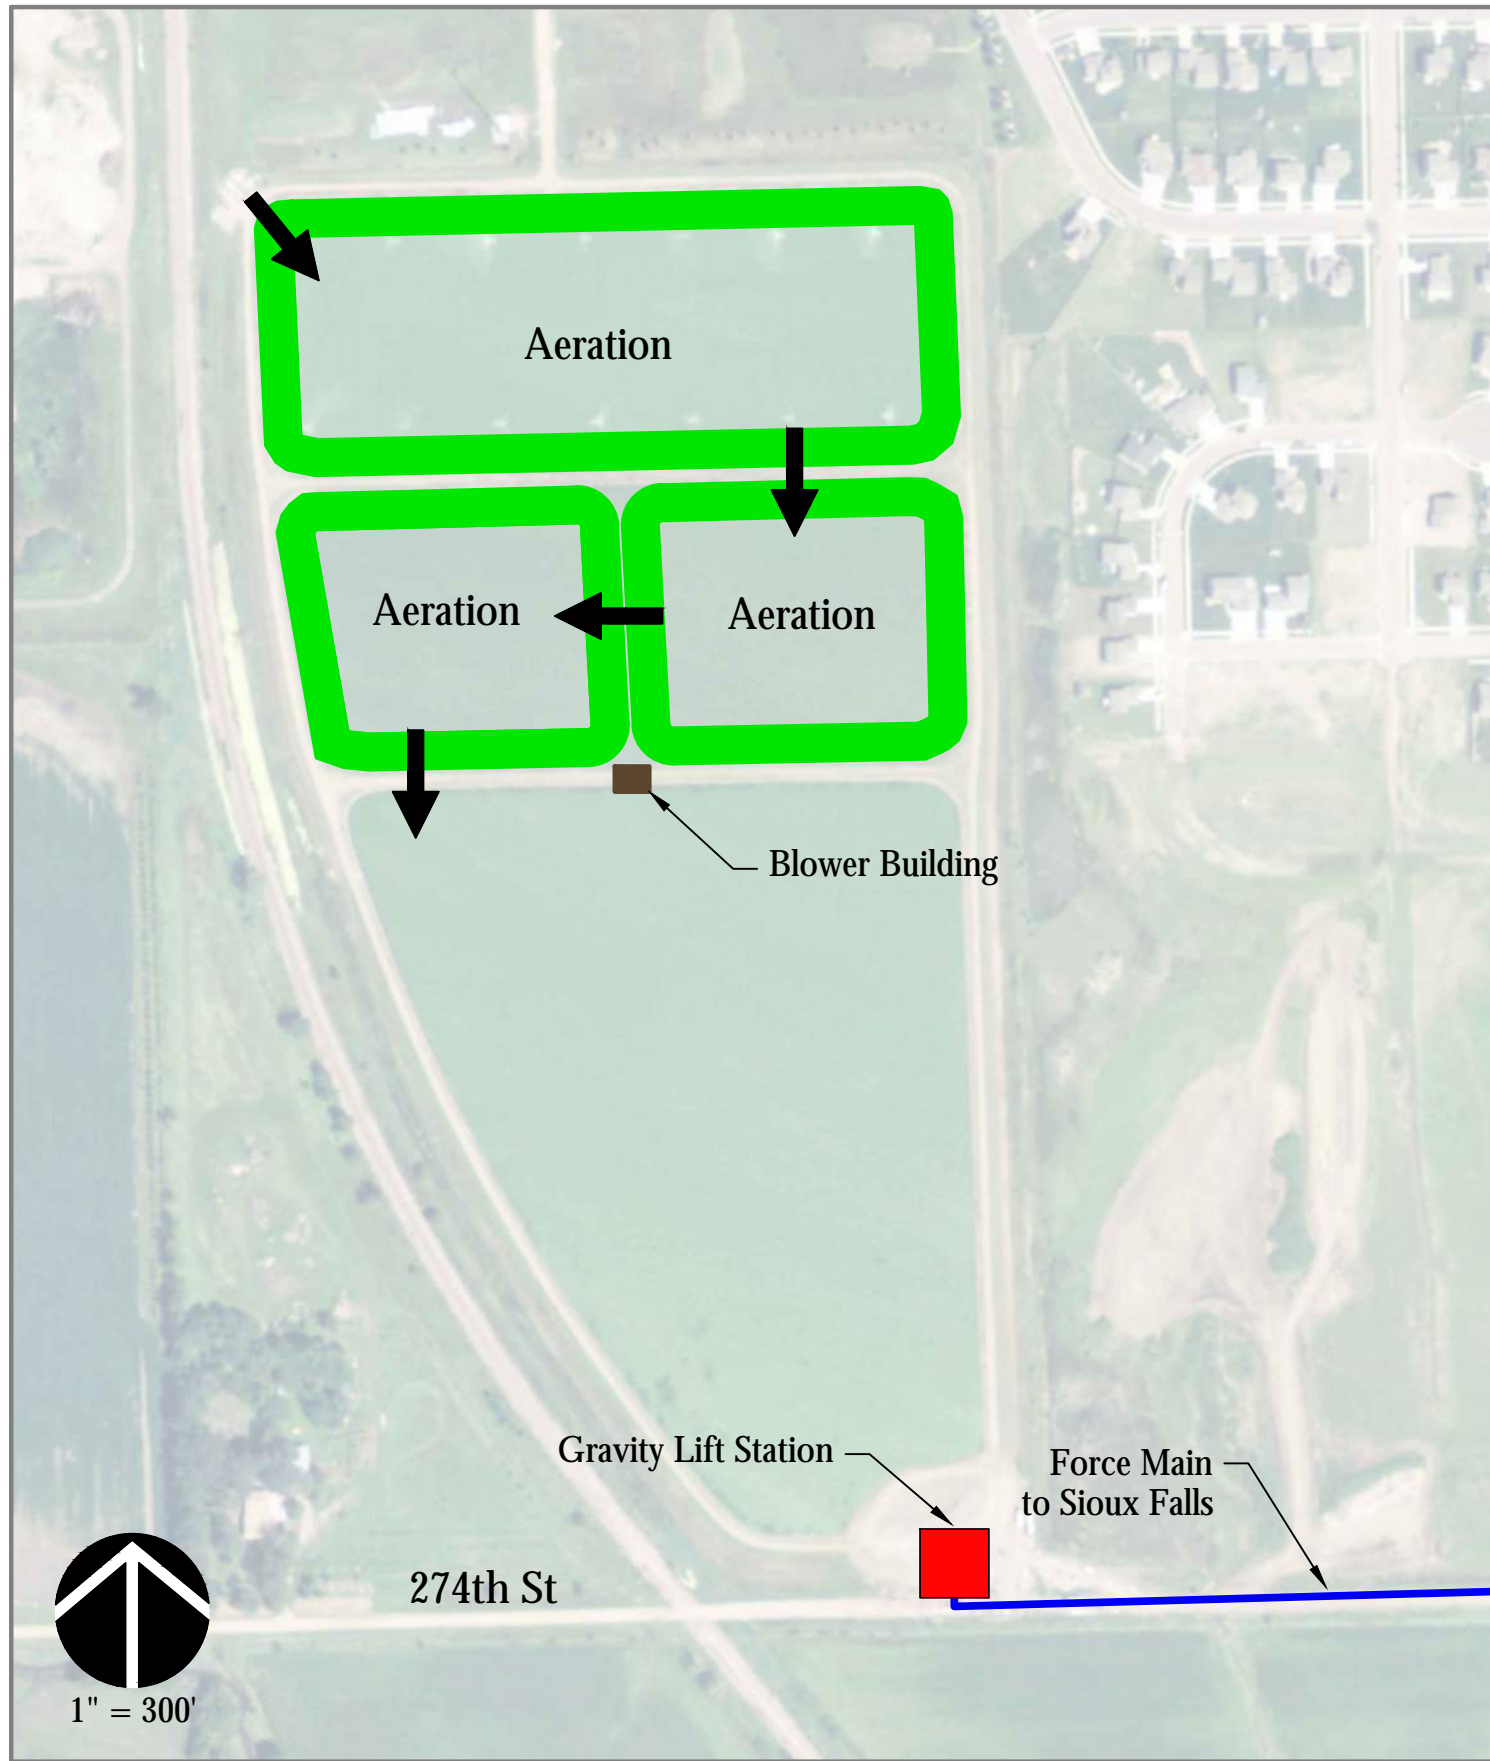 Aeration
Aeration
Aeration
Blower Building
Gravity Lift Station
Force Main
to Sioux Falls
274th St
1" = 300'